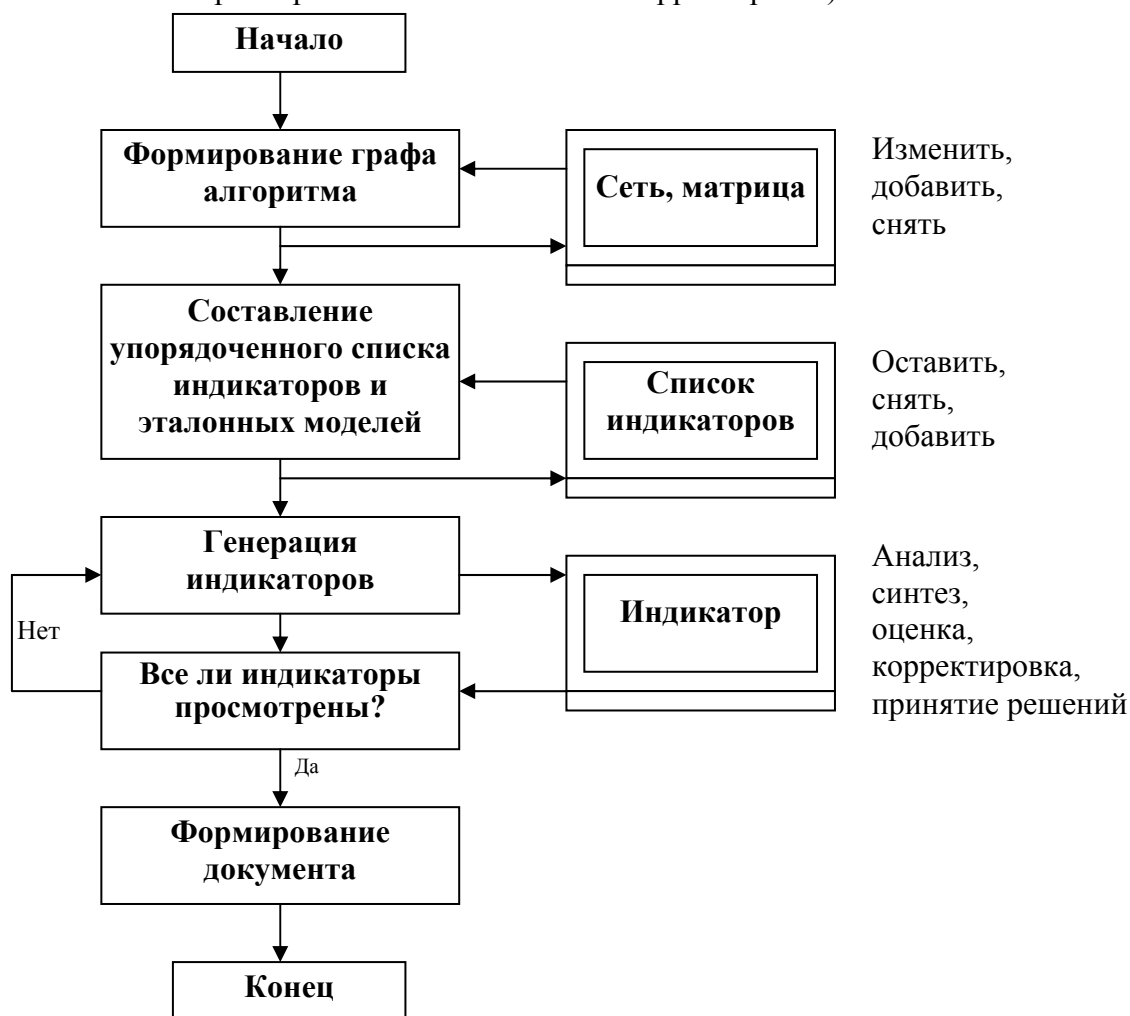 Начало
Формирование графа
алгоритма
Сеть, матрица
Изменить,
добавить,
снять
Составление
упорядоченного списка
индикаторов и
эталонных моделей
Список
индикаторов
Оставить,
снять,
добавить
Генерация
индикаторов
Индикатор
Анализ,
синтез,
оценка,
корректировка,
принятие решений
Нет
Все ли индикаторы
просмотрены?
Да
Формирование
документа
Конец